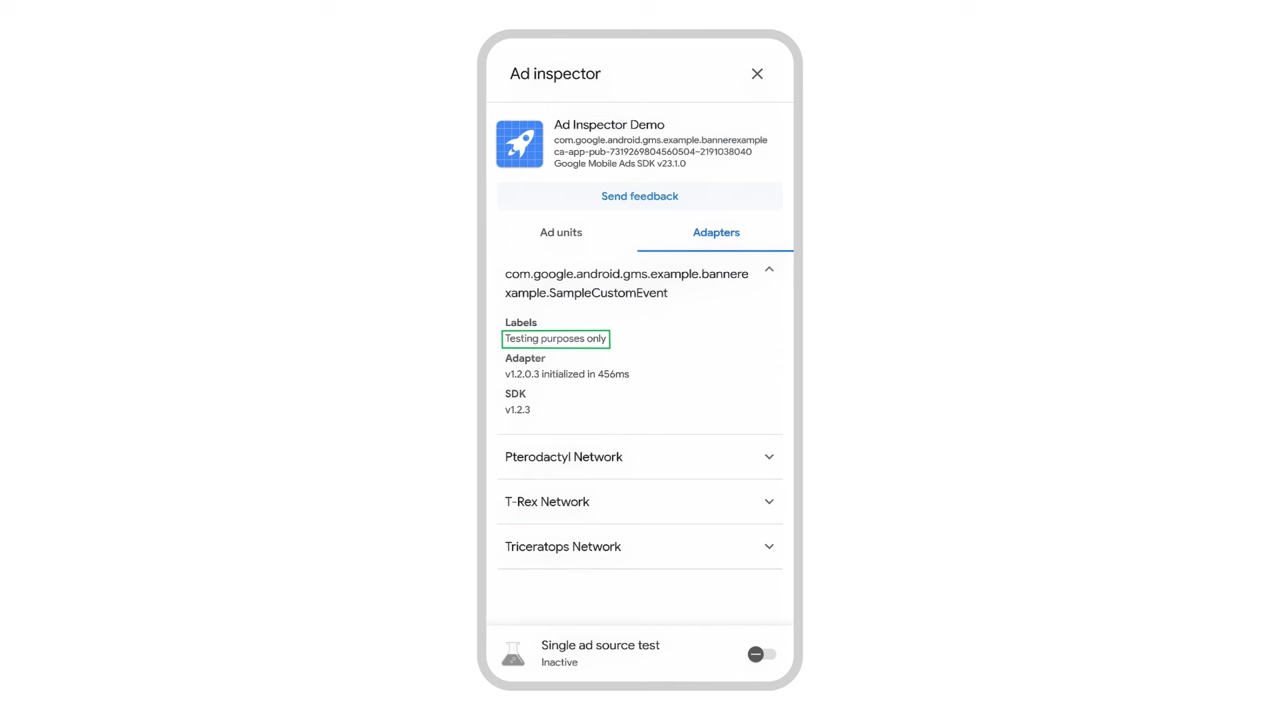 Ad inspector
Ad Inspector Demo
com.google.android.gms.example.bannerexample
ca-app-pub-7319269804560504~2191038040
Google Mobile Ads SDK v23.1.0
Send feedback
Ad units
Adapters
com.google.android.gms.example.bannere
xample.SampleCustomEvent
Labels
Testing purposes only
Adapter
v1.2.0.3 initialized in 456ms
SDK
v1.2.3
Pterodactyl Network
T-Rex Network
Triceratops Network
Single ad source test
Inactive